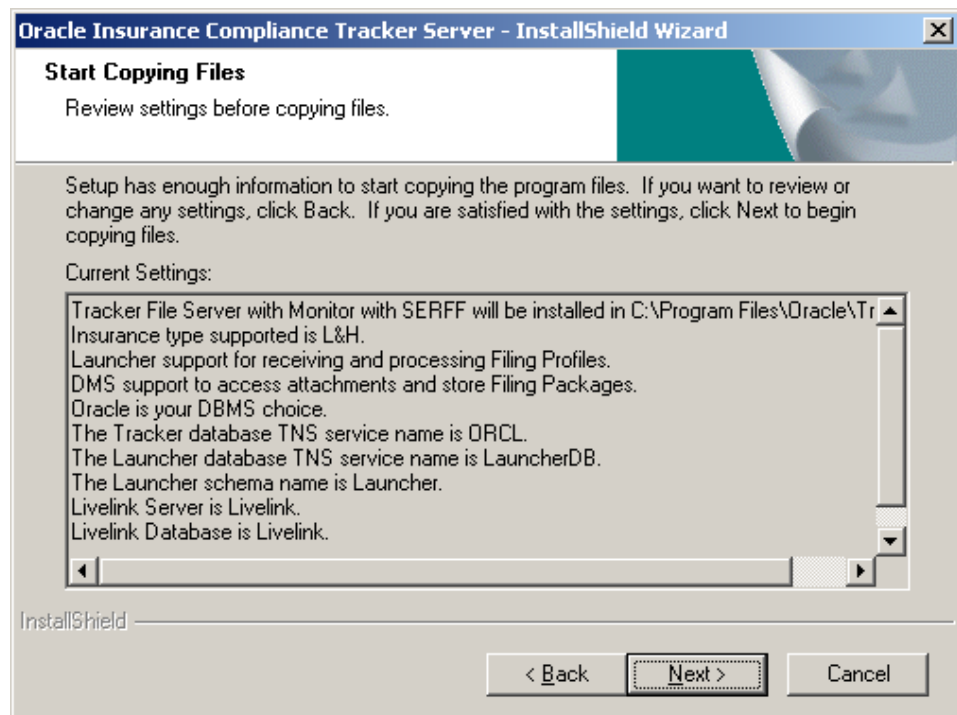 Oracle Insurance Compliance Tracker Server - InstallShield Wizard
Start Copying Files
Review settings before copying files.
Setup has enough information to start copying the program files.  If you want to review or
change any settings, click Back.  If you are satisfied with the settings, click Next to begin
copying files.
Current Settings:
Tracker File Server with Monitor with SERFF will be installed in C:\Program Files\Oracle\Tr
Insurance type supported is L&H.
Launcher support for receiving and processing Filing Profiles.
DMS support to access attachments and store Filing Packages.
Oracle is your DBMS choice.
The Tracker database TNS service name is ORCL.
The Launcher database TNS service name is LauncherDB.
The Launcher schema name is Launcher.
Livelink Server is Livelink.
Livelink Database is Livelink.
InstallShield
< Back
Next >
Cancel